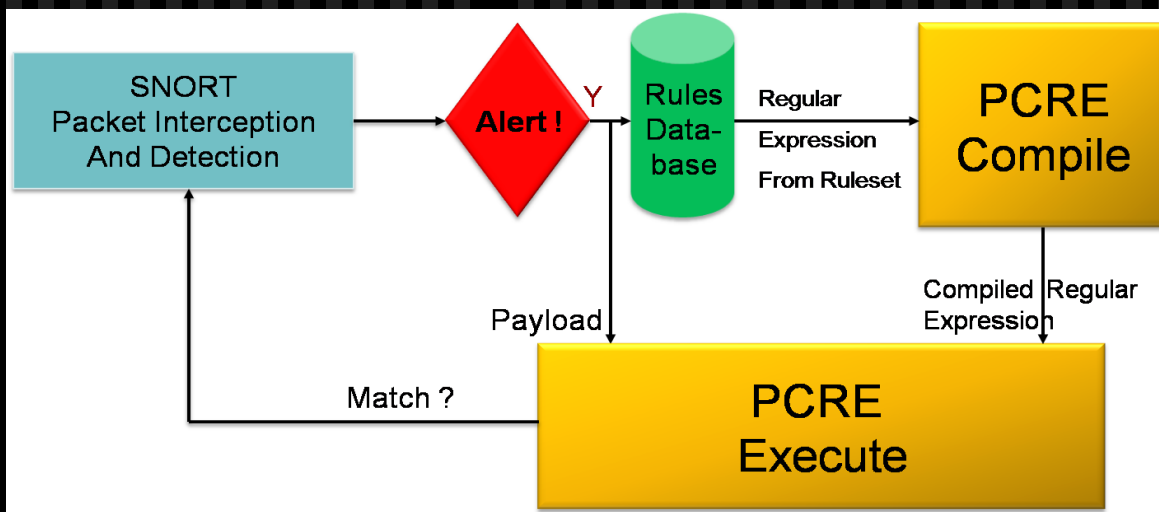 SNORT
Packet Interception
And Detection
Alert !
Y
Rules
Data-
base
Regular
Expression
From Ruleset
PCRE
Compile
Compiled Regular
Expression
Payload
Match ?
PCRE
Execute